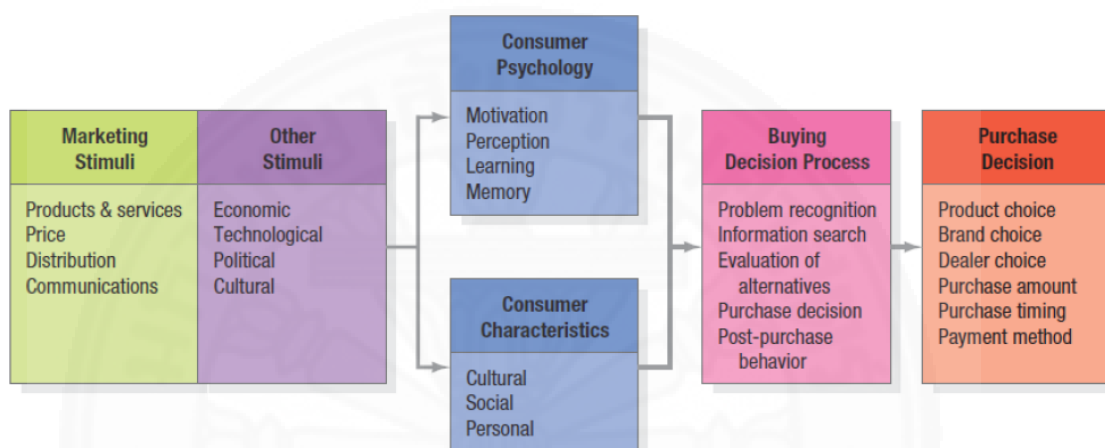 Marketing
Stimuli
Products & services
Price
Distribution
Communications
Other
Stimuli
Economic
Technological
Political
Cultural
Consumer
Psychology
Motivation
Perception
Learning
Memory
Consumer
Characteristics
Cultural
Social
Personal
Buying
Decision Process
Problem recognition
Information search
Evaluation of
alternatives
Purchase decision
Post-purchase
behavior
Purchase
Decision
Product choice
Brand choice
Dealer choice
Purchase amount
Purchase timing
Payment method